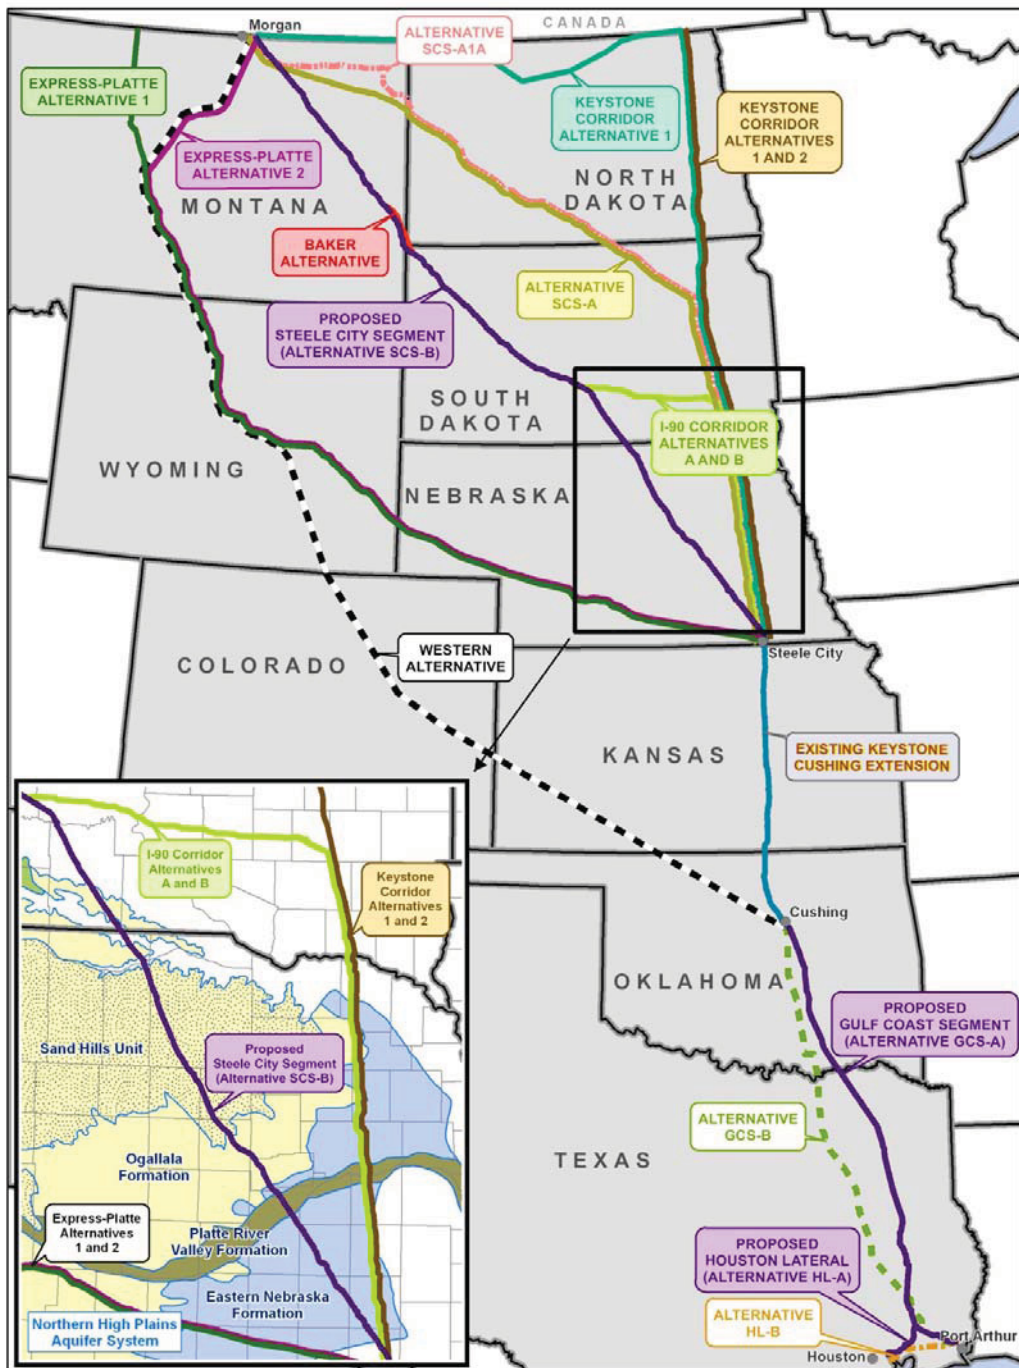 Morgan
CANADA
ALTERNATIVE
SCS-A1A
EXPRESS-PLATTE
ALTERNATIVE 1
KEYSTONE
CORRIDOR
ALTERNATIVE 1
KEYSTONE
CORRIDOR
ALTERNATIVES
1 AND 2
EXPRESS-PLATTE
ALTERNATIVE 2
MONTANA
NORTH
DAKOTA
BAKER
ALTERNATIVE
ALTERNATIVE
SCS-A
PROPOSED
STEELE CITY SEGMENT
(ALTERNATIVE SCS-B)
SOUTH
DAKOTA
I-90 CORRIDOR
ALTERNATIVES
A AND B
WYOMING
NEBRASKA
Steele City
COLORADO
WESTERN
ALTERNATIVE
KANSAS
EXISTING KEYSTONE
CUSHING EXTENSION
Cushing
OKLAHOMA
PROPOSED
GULF COAST SEGMENT
(ALTERNATIVE GCS-A)
ALTERNATIVE
GCS-B
TEXAS
PROPOSED
HOUSTON LATERAL
(ALTERNATIVE HL-A)
ALTERNATIVE
HL-B
Port Arthur
Houston
I-90 Corridor
Alternatives
A and B
Keystone
Corridor
Alternatives
1 and 2
Sand Hills Unit
Proposed
Steele City Segment
(Alternative SCS-B)
Ogallala
Formation
Express-Platte
Alternatives
1 and 2
Platte River
Valley Formation
Eastern Nebraska
Formation
Northern High Plains
Aquifer System